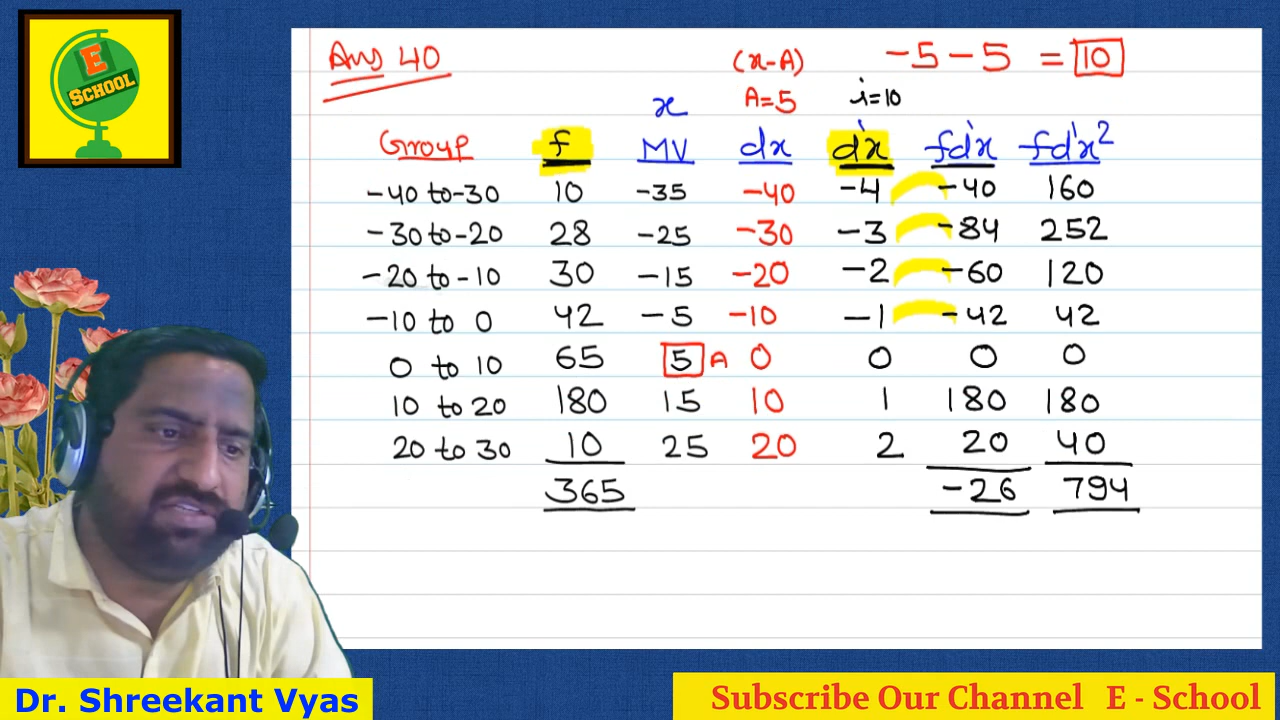 E
SCHOOL
Ans 40 (x-A) -5 - 5 = 10
x A=5 i=10
Group f MV dx d'x fd'x fd'x²
-40 to -30 10 -35 -40 -4 -40 160
-30 to -20 28 -25 -30 -3 -84 252
-20 to -10 30 -15 -20 -2 -60 120
-10 to 0 42 -5 -10 -1 -42 42
0 to 10 65 5 A 0 0 0 0
10 to 20 180 15 10 1 180 180
20 to 30 10 25 20 2 20 40
365 -26 794
Dr. Shreekant Vyas
Subscribe Our Channel E - School